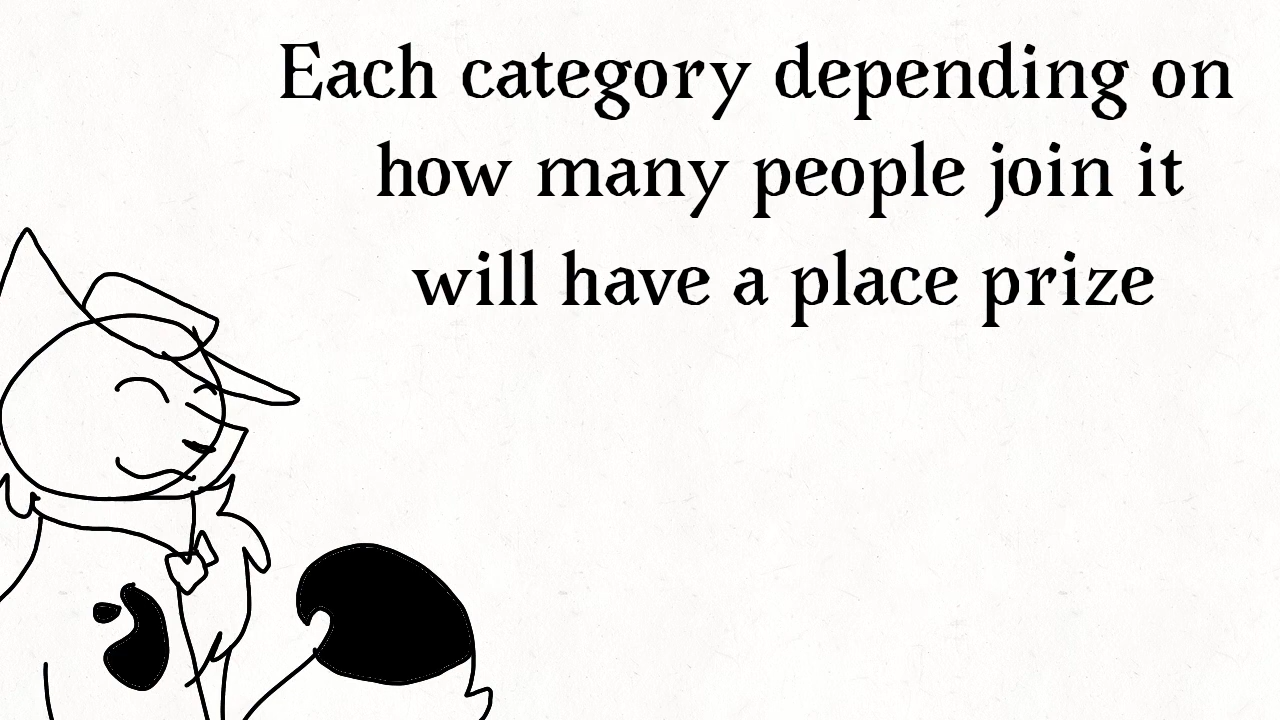 Each category depending on
how many people join it
will have a place prize